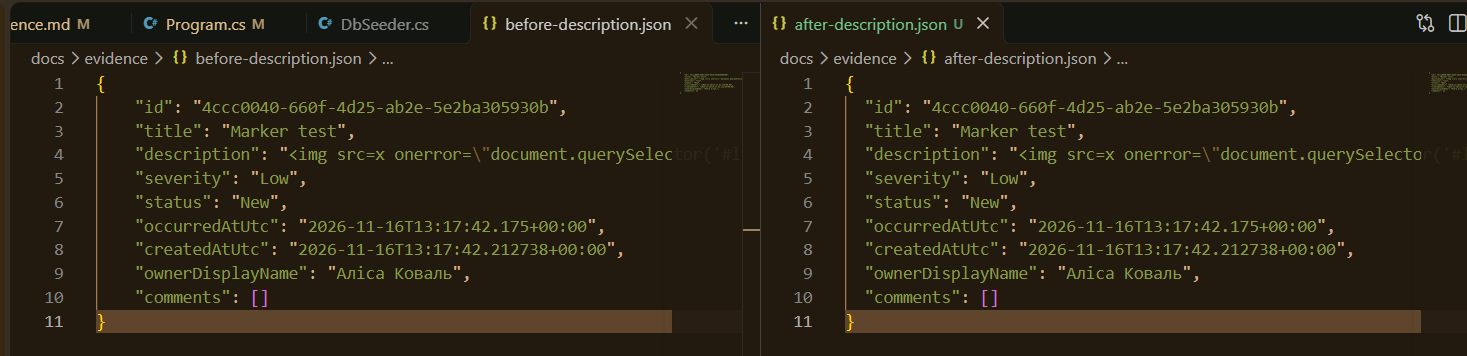 ence.md M
Program.cs M
DbSeeder.cs
{} before-description.json
...
docs > evidence > {} before-description.json > ...
1 {
2 "id": "4ccc0040-660f-4d25-ab2e-5e2ba305930b",
3 "title": "Marker test",
4 "description": "<img src=x onerror=\"document.querySelector('#l
5 "severity": "Low",
6 "status": "New",
7 "occurredAtUtc": "2026-11-16T13:17:42.175+00:00",
8 "createdAtUtc": "2026-11-16T13:17:42.212738+00:00",
9 "ownerDisplayName": "Аліса Коваль",
10 "comments": []
11 }
{} after-description.json U
docs > evidence > {} after-description.json > ...
1 {
2 "id": "4ccc0040-660f-4d25-ab2e-5e2ba305930b",
3 "title": "Marker test",
4 "description": "<img src=x onerror=\"document.querySelector('#l
5 "severity": "Low",
6 "status": "New",
7 "occurredAtUtc": "2026-11-16T13:17:42.175+00:00",
8 "createdAtUtc": "2026-11-16T13:17:42.212738+00:00",
9 "ownerDisplayName": "Аліса Коваль",
10 "comments": []
11 }